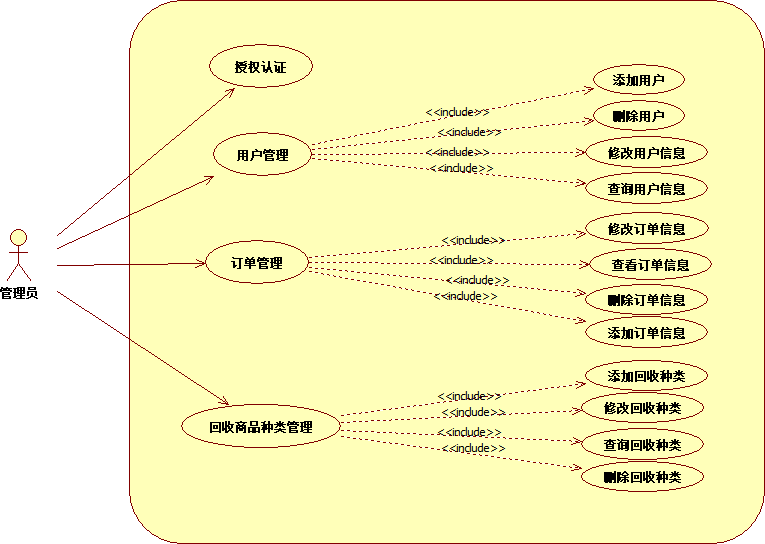 授权认证
添加用户
<<include>>
删除用户
<<include>>
用户管理
<<include>>
修改用户信息
<<include>>
查询用户信息
修改订单信息
<<include>>
订单管理
<<include>>
查看订单信息
<<include>>
删除订单信息
管理员
<<include>>
添加订单信息
添加回收种类
<<include>>
修改回收种类
<<include>>
回收商品种类管理
<<include>>
查询回收种类
<<include>>
删除回收种类